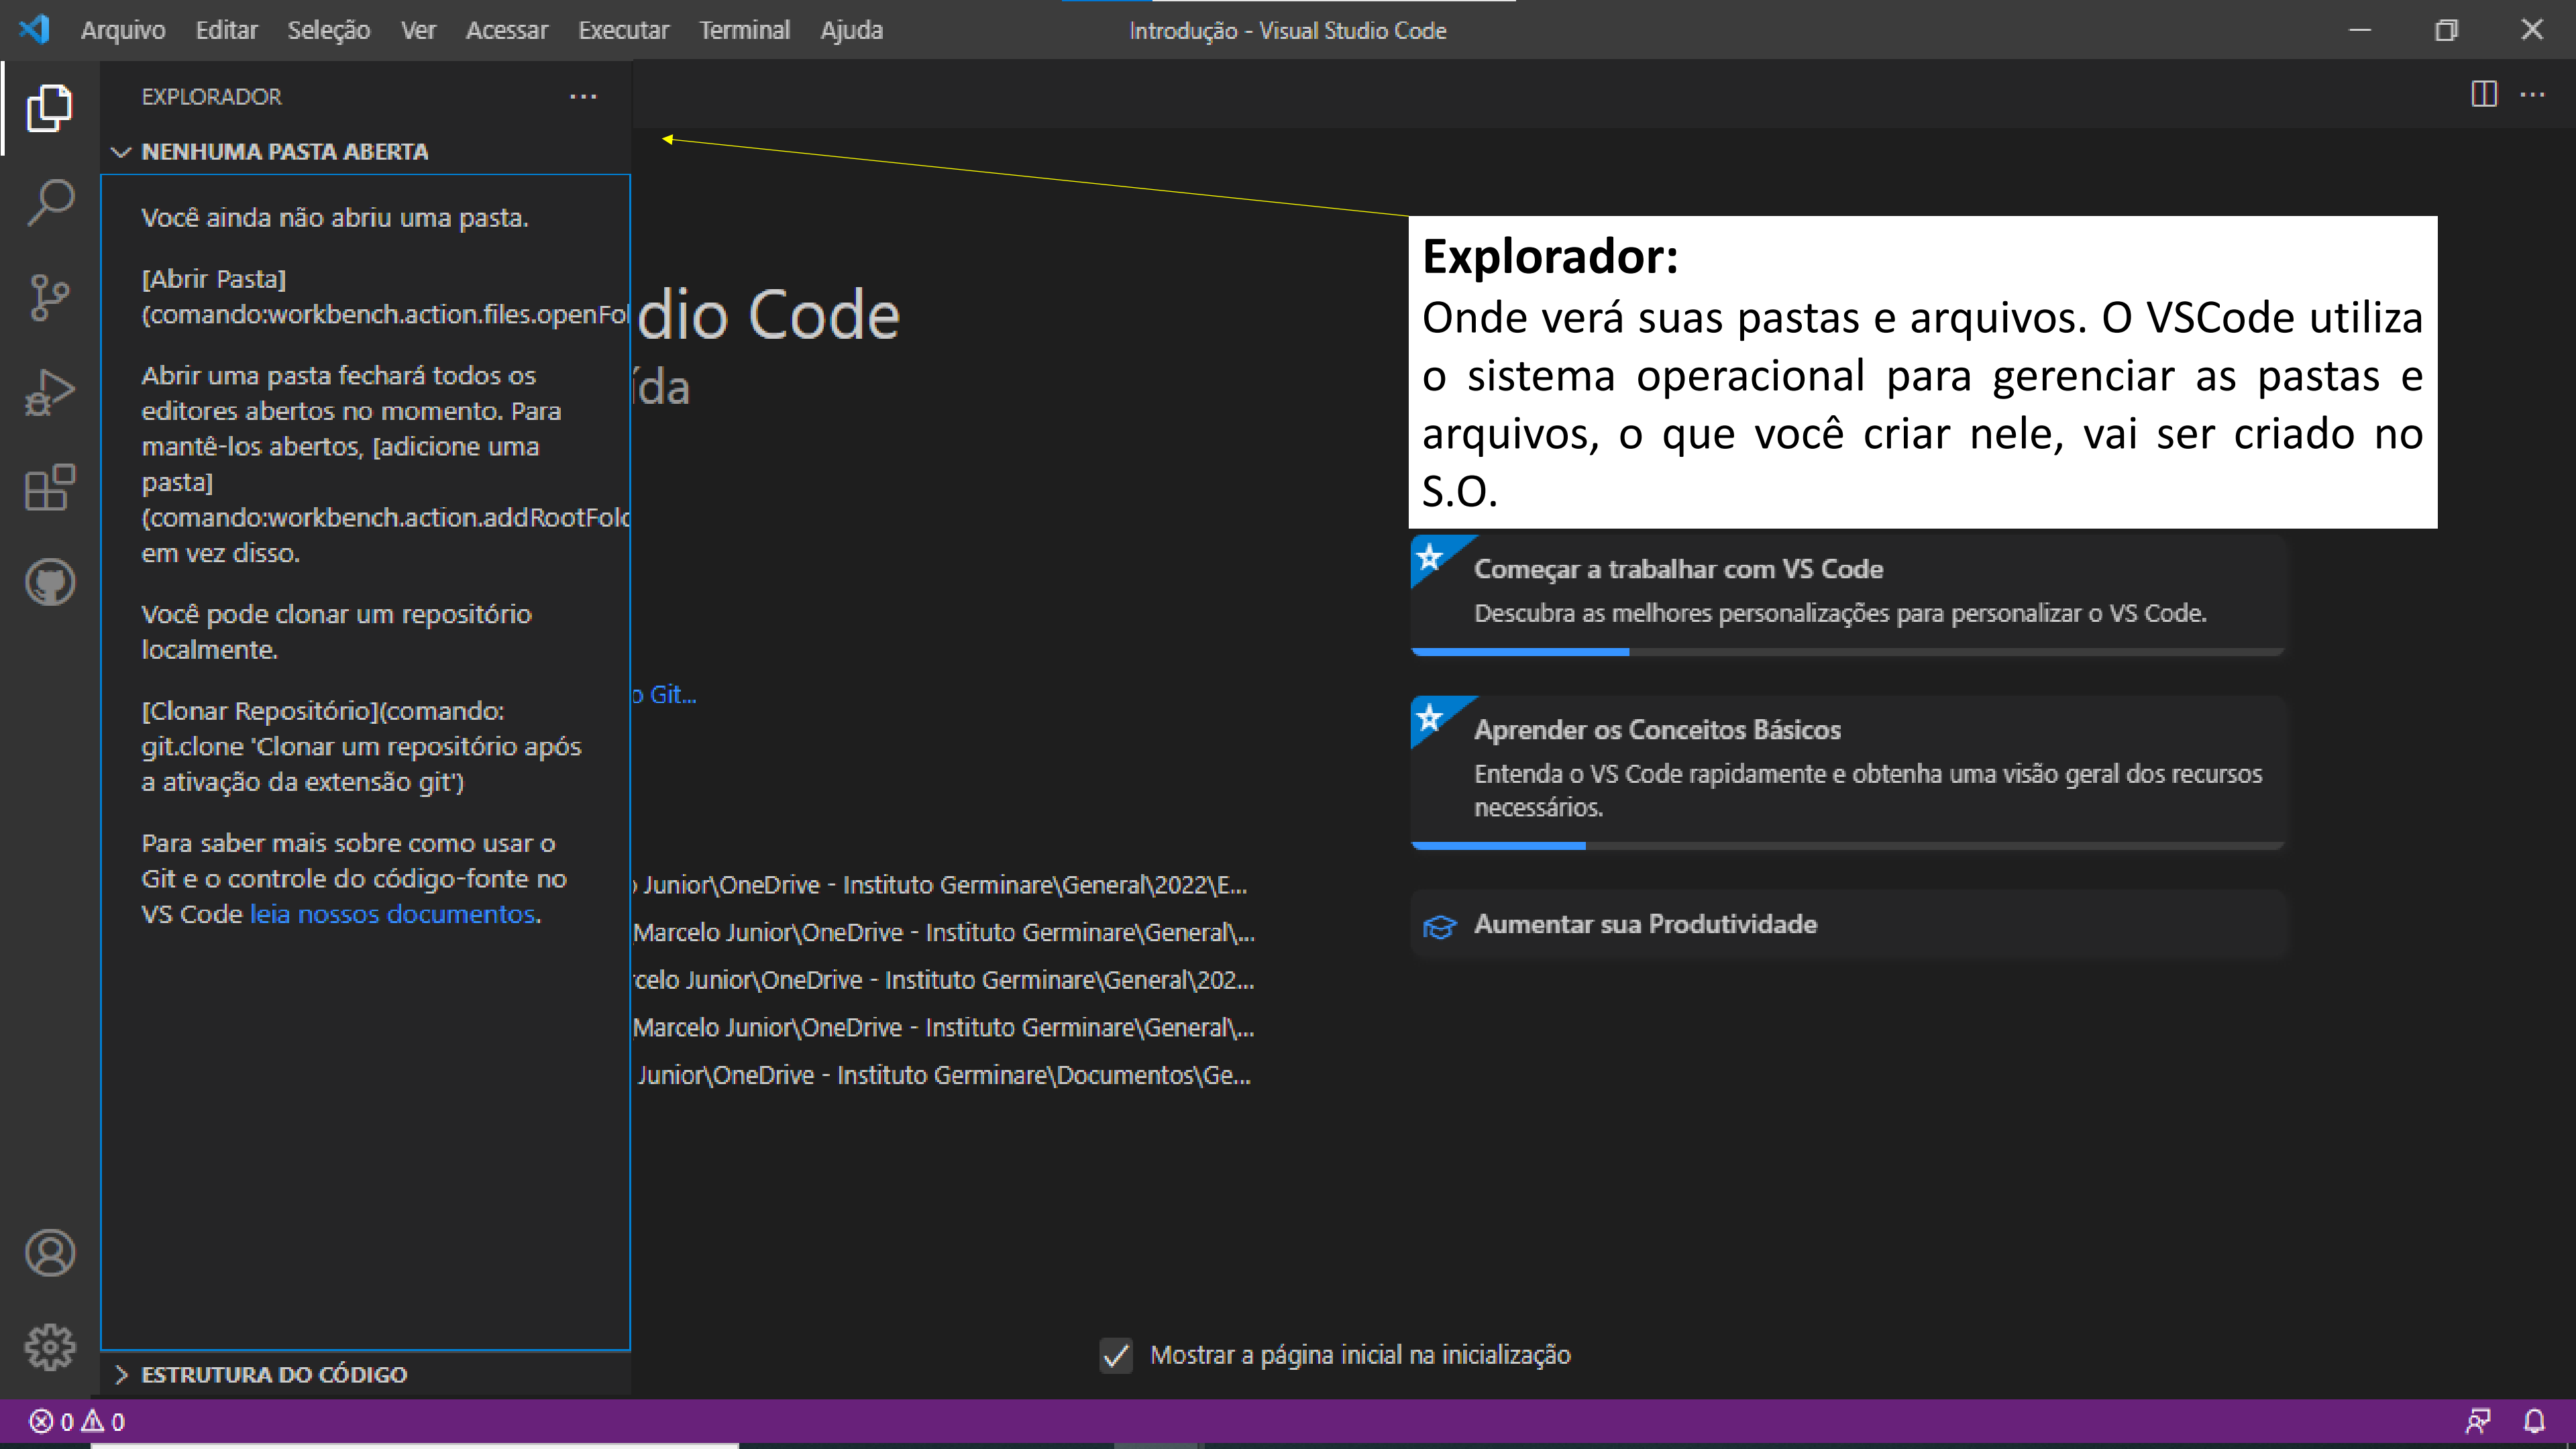 Arquivo Editar Seleção Ver Acessar Executar Terminal Ajuda
Introdução - Visual Studio Code
EXPLORADOR
NENHUMA PASTA ABERTA
Você ainda não abriu uma pasta.
[Abrir Pasta]
(comando:workbench.action.files.openFol
Abrir uma pasta fechará todos os
editores abertos no momento. Para
mantê-los abertos, [adicione uma
pasta]
(comando:workbench.action.addRootFold
em vez disso.
Você pode clonar um repositório
localmente.
[Clonar Repositório](comando:
git.clone 'Clonar um repositório após
a ativação da extensão git')
Para saber mais sobre como usar o
Git e o controle do código-fonte no
VS Code leia nossos documentos.
ESTRUTURA DO CÓDIGO
dio Code
ída
o Git...
Junior\OneDrive - Instituto Germinare\General\2022\E...
Marcelo Junior\OneDrive - Instituto Germinare\General\...
rcelo Junior\OneDrive - Instituto Germinare\General\202...
Marcelo Junior\OneDrive - Instituto Germinare\General\...
Junior\OneDrive - Instituto Germinare\Documentos\Ge...
Explorador:
Onde verá suas pastas e arquivos. O VSCode utiliza
o sistema operacional para gerenciar as pastas e
arquivos, o que você criar nele, vai ser criado no
S.O.
Começar a trabalhar com VS Code
Descubra as melhores personalizações para personalizar o VS Code.
Aprender os Conceitos Básicos
Entenda o VS Code rapidamente e obtenha uma visão geral dos recursos
necessários.
Aumentar sua Produtividade
Mostrar a página inicial na inicialização
0 0